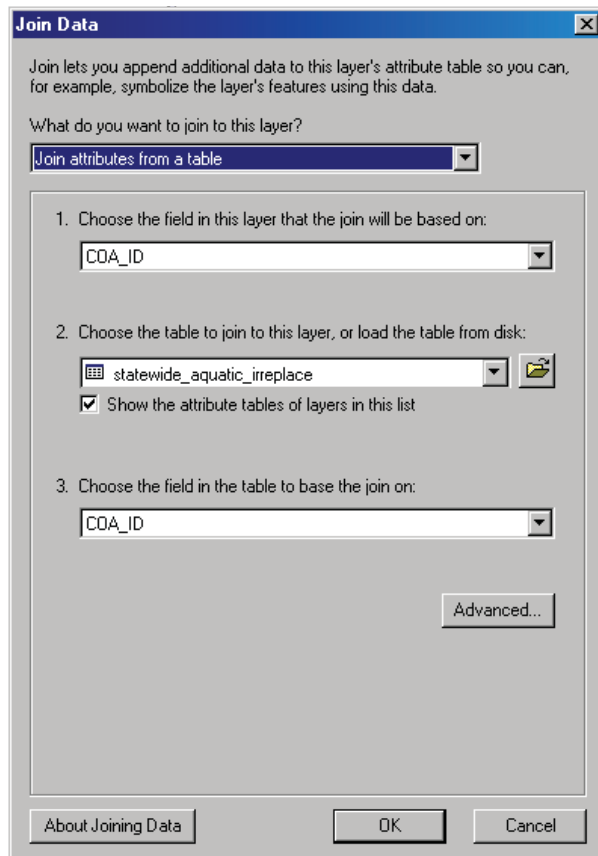 Join Data
Join lets you append additional data to this layer's attribute table so you can,
for example, symbolize the layer's features using this data.
What do you want to join to this layer?
Join attributes from a table
1. Choose the field in this layer that the join will be based on:
COA_ID
2. Choose the table to join to this layer, or load the table from disk:
statewide_aquatic_irreplace
Show the attribute tables of layers in this list
3. Choose the field in the table to base the join on:
COA_ID
Advanced...
About Joining Data
OK
Cancel